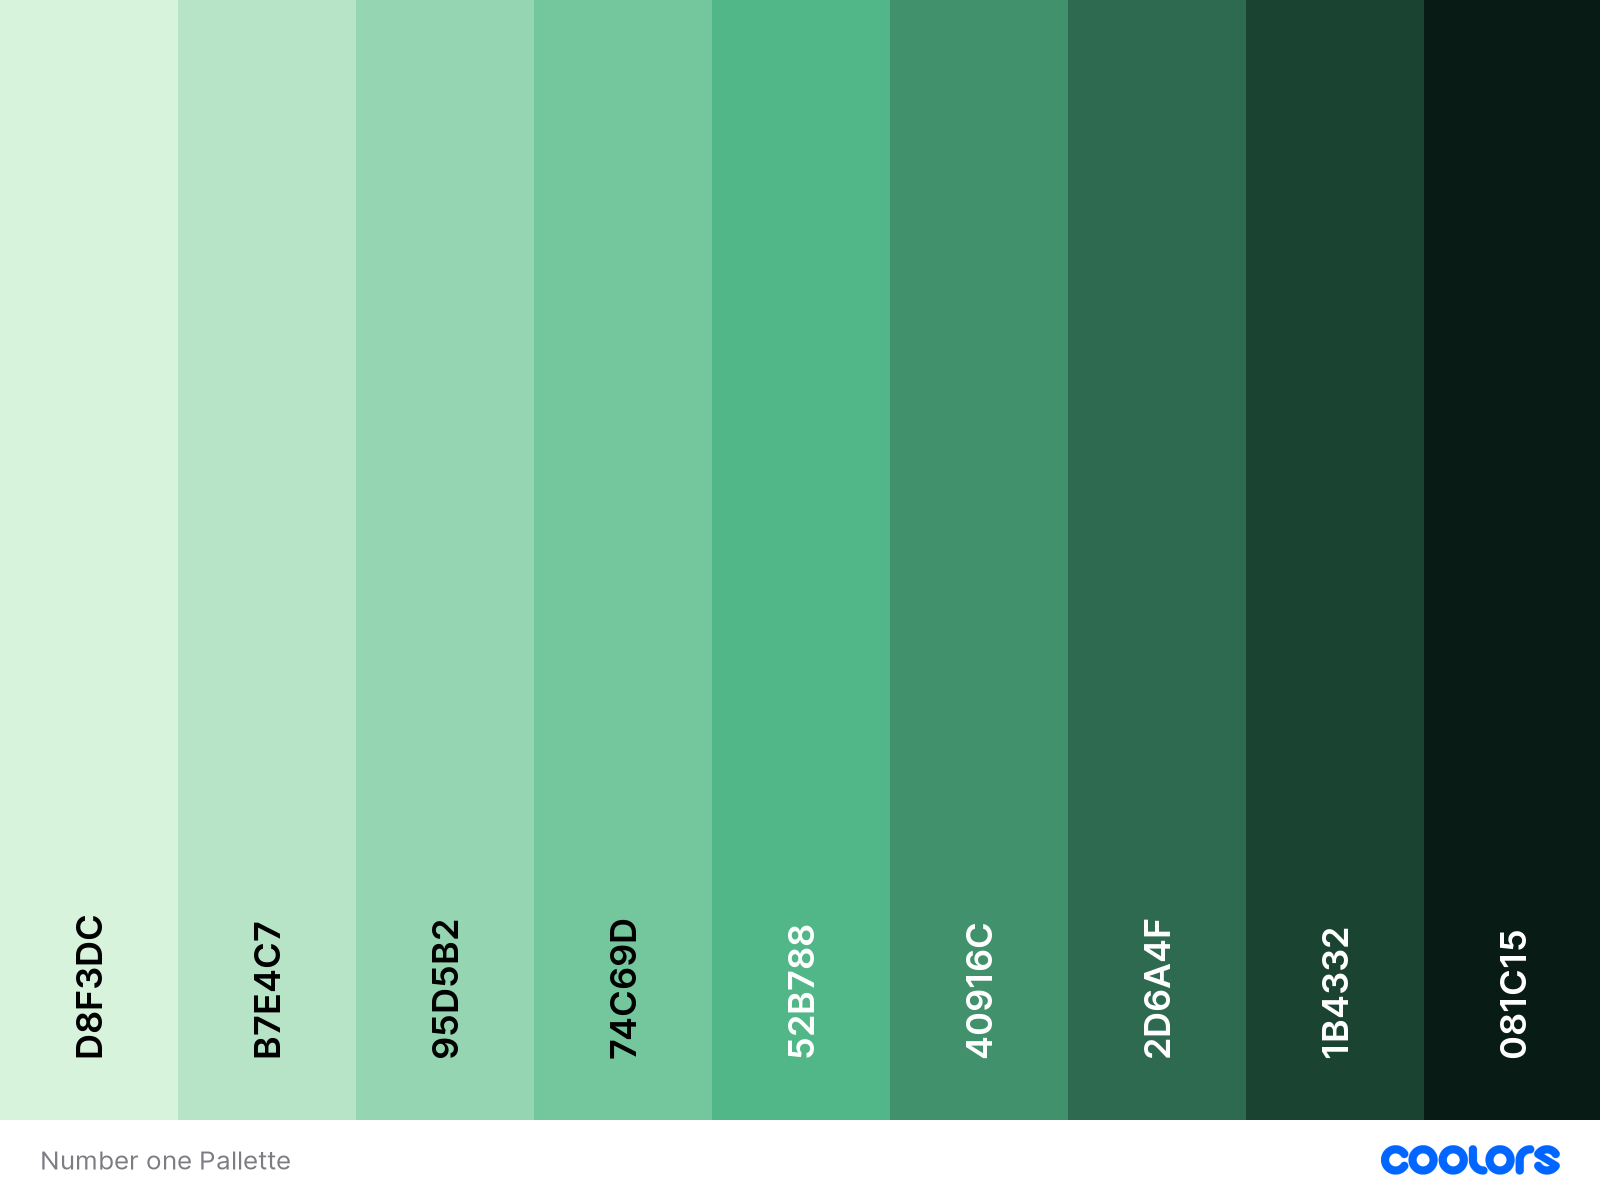 D8F3DC
B7E4C7
95D5B2
74C69D
52B788
40916C
2D6A4F
1B4332
081C15
Number one Pallette
coolors